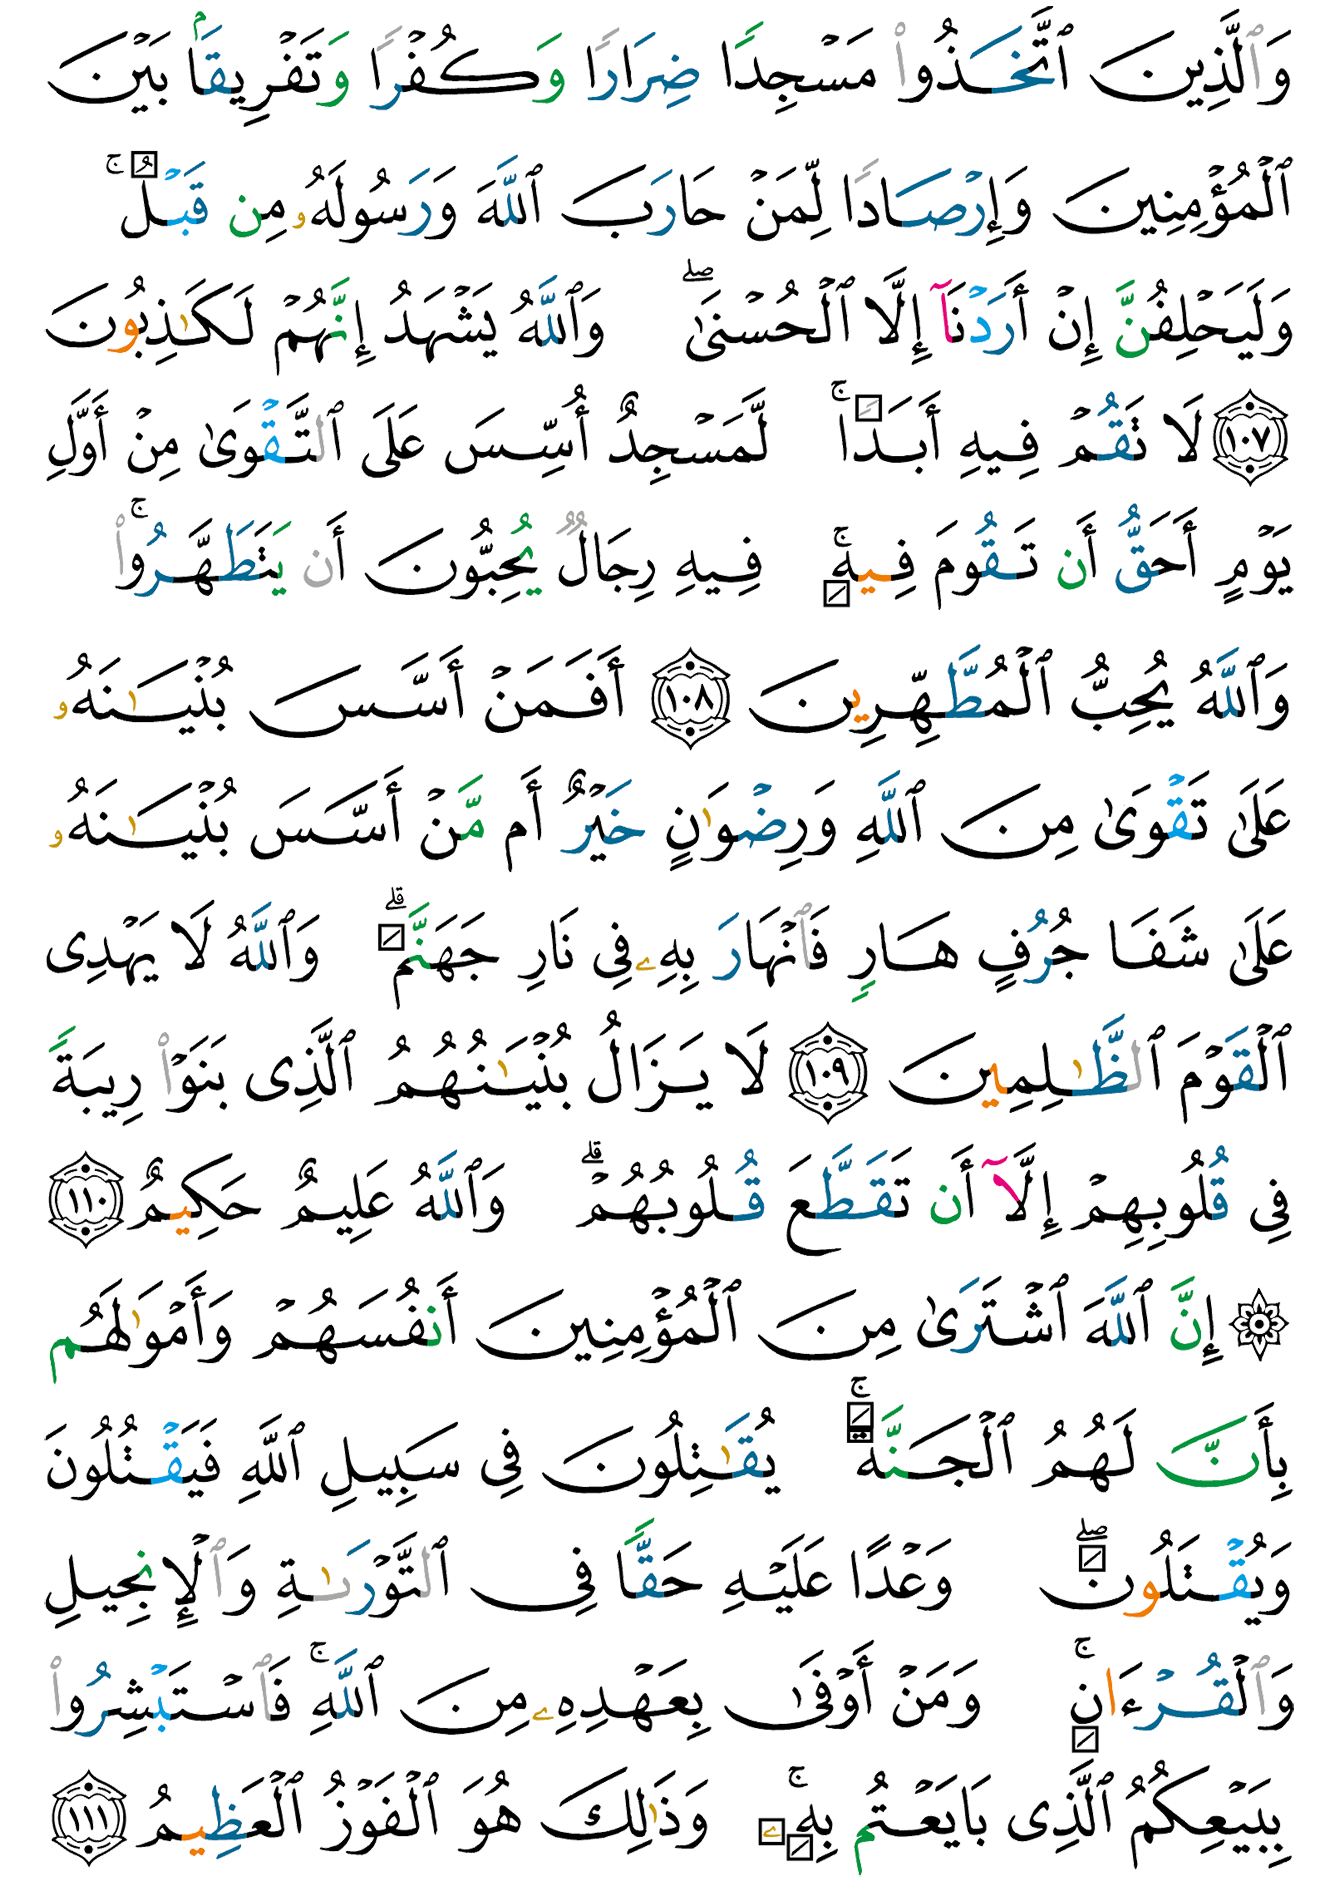 وَٱلَّذِينَ ٱتَّخَذُوا۟ مَسْجِدًا ضِرَارًا وَكُفْرًا وَتَفْرِيقًۢا بَيْنَ
ٱلْمُؤْمِنِينَ وَإِرْصَادًا لِّمَنْ حَارَبَ ٱللَّهَ وَرَسُولَهُۥ مِن قَبْلُ ۚ
وَلَيَحْلِفُنَّ إِنْ أَرَدْنَآ إِلَّا ٱلْحُسْنَىٰ ۖ وَٱللَّهُ يَشْهَدُ إِنَّهُمْ لَكَـٰذِبُونَ
١٠٧ لَا تَقُمْ فِيهِ أَبَدًا ۚ لَّمَسْجِدٌ أُسِّسَ عَلَى ٱلتَّقْوَىٰ مِنْ أَوَّلِ
يَوْمٍ أَحَقُّ أَن تَقُومَ فِيهِ ۚ فِيهِ رِجَالٌ يُحِبُّونَ أَن يَتَطَهَّرُوا۟ ۚ
وَٱللَّهُ يُحِبُّ ٱلْمُطَّهِّرِينَ ١٠٨ أَفَمَنْ أَسَّسَ بُنْيَـٰنَهُۥ
عَلَىٰ تَقْوَىٰ مِنَ ٱللَّهِ وَرِضْوَٰنٍ خَيْرٌ أَم مَّنْ أَسَّسَ بُنْيَـٰنَهُۥ
عَلَىٰ شَفَا جُرُفٍ هَارٍ فَٱنْهَارَ بِهِۦ فِى نَارِ جَهَنَّمَ ۗ وَٱللَّهُ لَا يَهْدِى
ٱلْقَوْمَ ٱلظَّـٰلِمِينَ ١٠٩ لَا يَزَالُ بُنْيَـٰنُهُمُ ٱلَّذِى بَنَوْا۟ رِيبَةً
فِى قُلُوبِهِمْ إِلَّآ أَن تَقَطَّعَ قُلُوبُهُمْ ۗ وَٱللَّهُ عَلِيمٌ حَكِيمٌ ١١٠
۞ إِنَّ ٱللَّهَ ٱشْتَرَىٰ مِنَ ٱلْمُؤْمِنِينَ أَنفُسَهُمْ وَأَمْوَٰلَهُم
بِأَنَّ لَهُمُ ٱلْجَنَّةَ ۚ يُقَـٰتِلُونَ فِى سَبِيلِ ٱللَّهِ فَيَقْتُلُونَ
وَيُقْتَلُونَ ۖ وَعْدًا عَلَيْهِ حَقًّا فِى ٱلتَّوْرَىٰةِ وَٱلْإِنجِيلِ
وَٱلْقُرْءَانِ ۚ وَمَنْ أَوْفَىٰ بِعَهْدِهِۦ مِنَ ٱللَّهِ ۚ فَٱسْتَبْشِرُوا۟
بِبَيْعِكُمُ ٱلَّذِى بَايَعْتُم بِهِۦ ۚ وَذَٰلِكَ هُوَ ٱلْفَوْزُ ٱلْعَظِيمُ ١١١